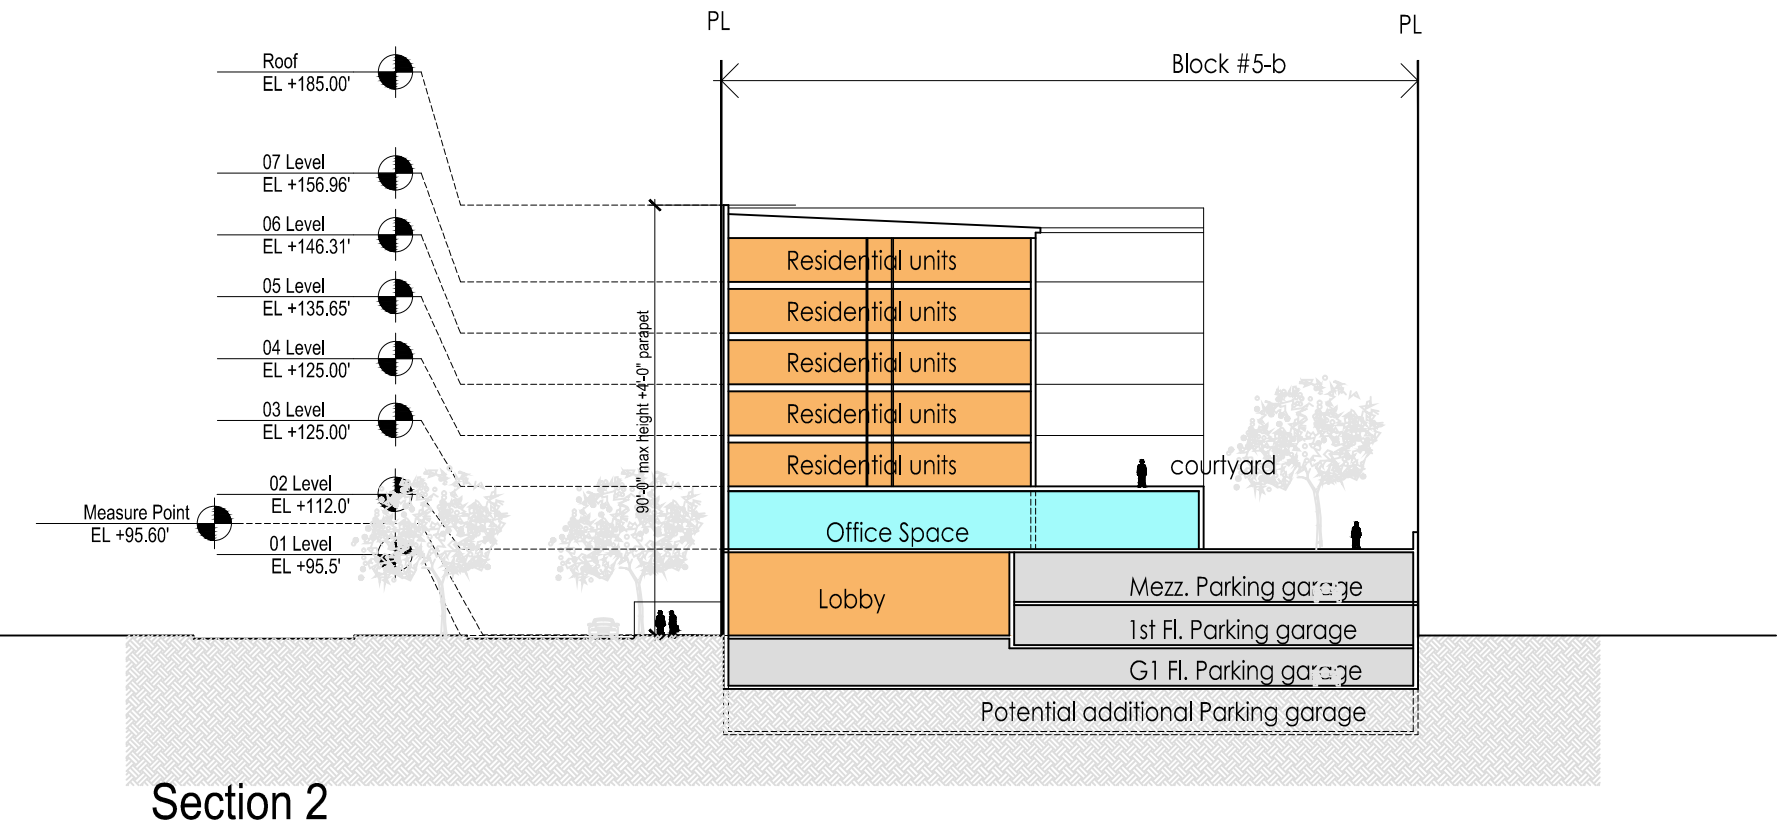 PL
PL
Block #5-b
Roof
EL +185.00'
07 Level
EL +156.96'
06 Level
EL +146.31'
05 Level
EL +135.65'
04 Level
EL +125.00'
03 Level
EL +125.00'
02 Level
EL +112.0'
Measure Point
EL +95.60'
01 Level
EL +95.5'
90'-0" max height +4'-0" parapet
Residential units
Residential units
Residential units
Residential units
Residential units
courtyard
Office Space
Lobby
Mezz. Parking garage
1st Fl. Parking garage
G1 Fl. Parking garage
Potential additional Parking garage
Section 2